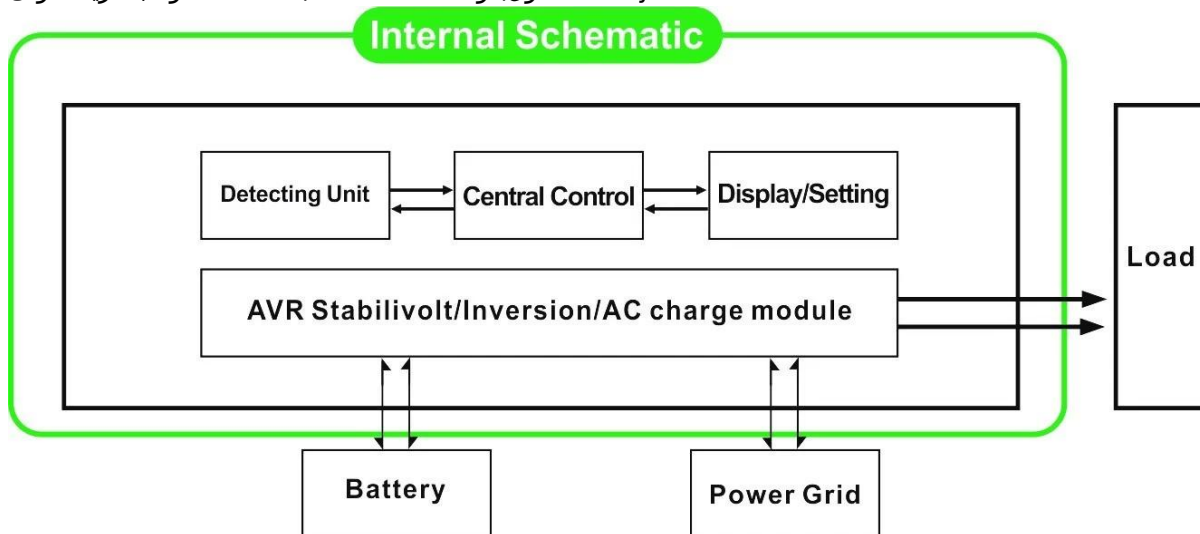 Internal Schematic
Detecting Unit
Central Control
Display/Setting
Load
AVR Stabilivolt/Inversion/AC charge module
Battery
Power Grid